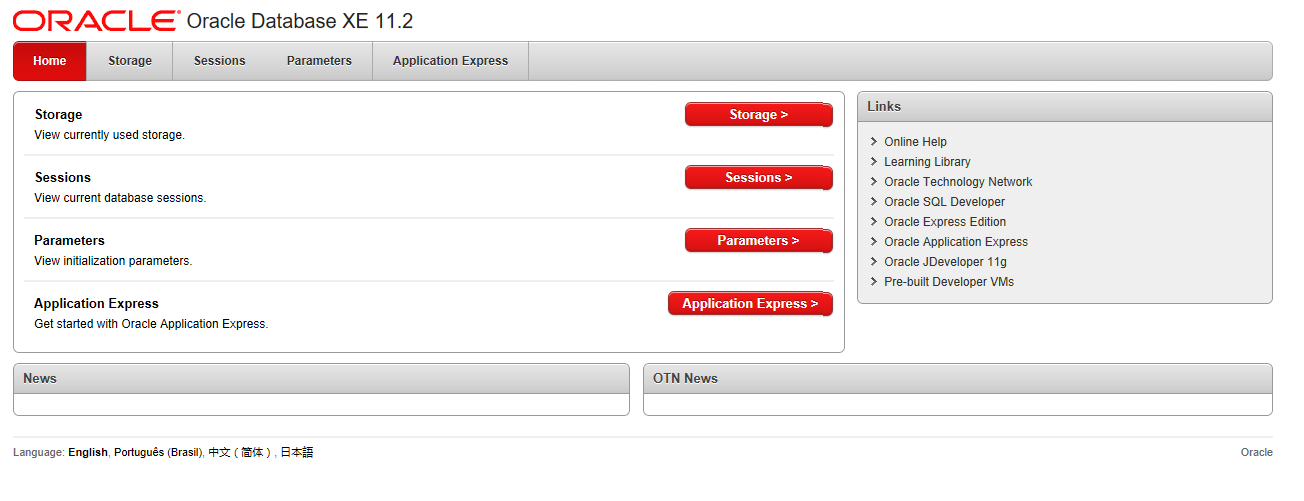 ORACLE® Oracle Database XE 11.2
Home Storage Sessions Parameters Application Express
Storage
View currently used storage.
Storage >
Sessions
View current database sessions.
Sessions >
Parameters
View initialization parameters.
Parameters >
Application Express
Get started with Oracle Application Express.
Application Express >
Links
Online Help
Learning Library
Oracle Technology Network
Oracle SQL Developer
Oracle Express Edition
Oracle Application Express
Oracle JDeveloper 11g
Pre-built Developer VMs
News
OTN News
Language: English, Português (Brasil), 中文（简体）, 日本語
Oracle